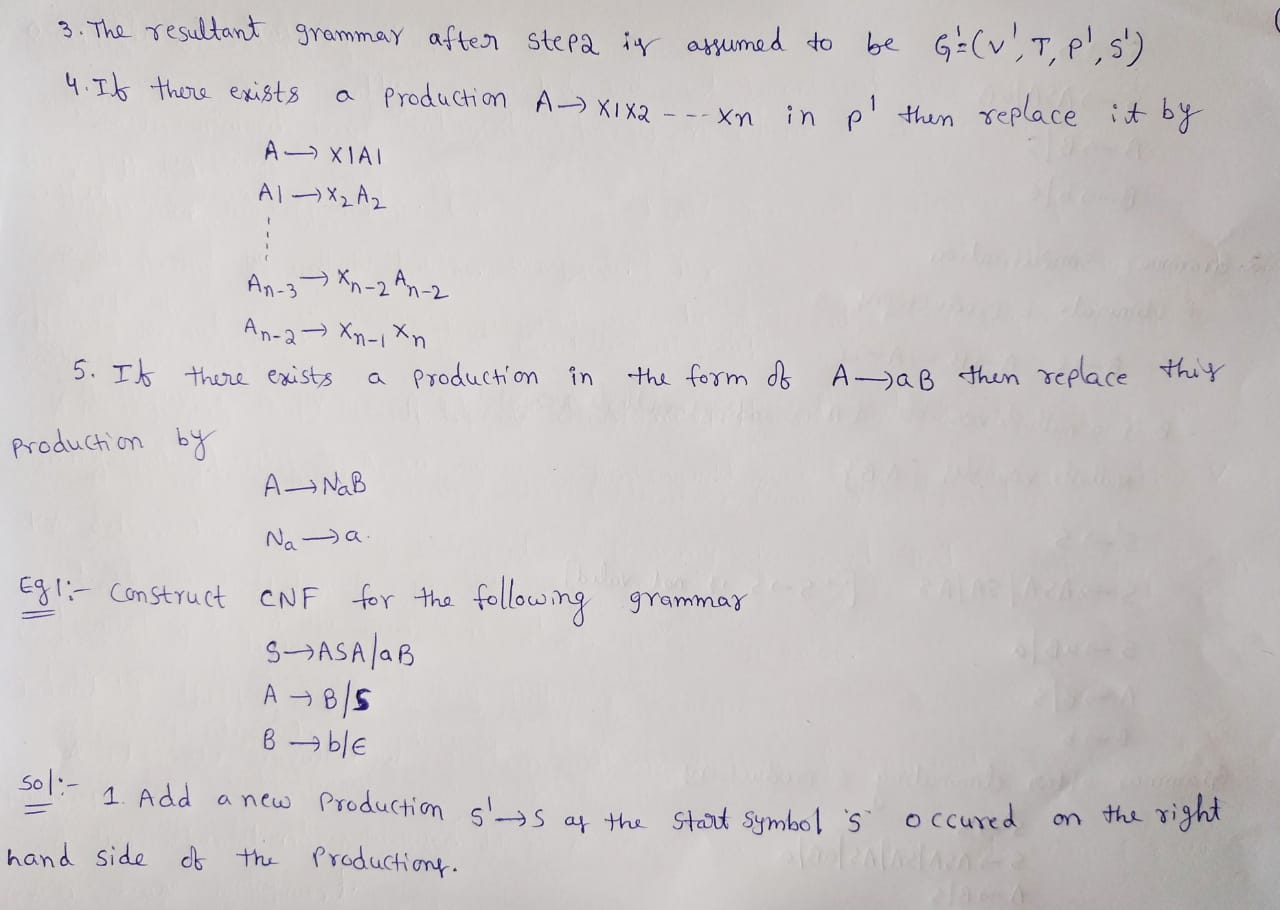 3. The resultant grammar after step2 is assumed to be G'=(V', T, P', S')
4. If there exists a production A→X1X2 ---- Xn in P' then replace it by
A→X1A1
A1→X₂A₂
Aₙ₋₃→Xₙ₋₂Aₙ₋₂
Aₙ₋₂→Xₙ₋₁Xₙ
5. If there exists a production in the form of A→aB then replace this
production by
A→NaB
Na→a.
Eg1:- Construct CNF for the following grammar
S→ASA/aB
A→B/S
B→b/∈
Sol:- 1. Add a new production S'→S as the start symbol 'S' occured on the right
hand side of the productions.